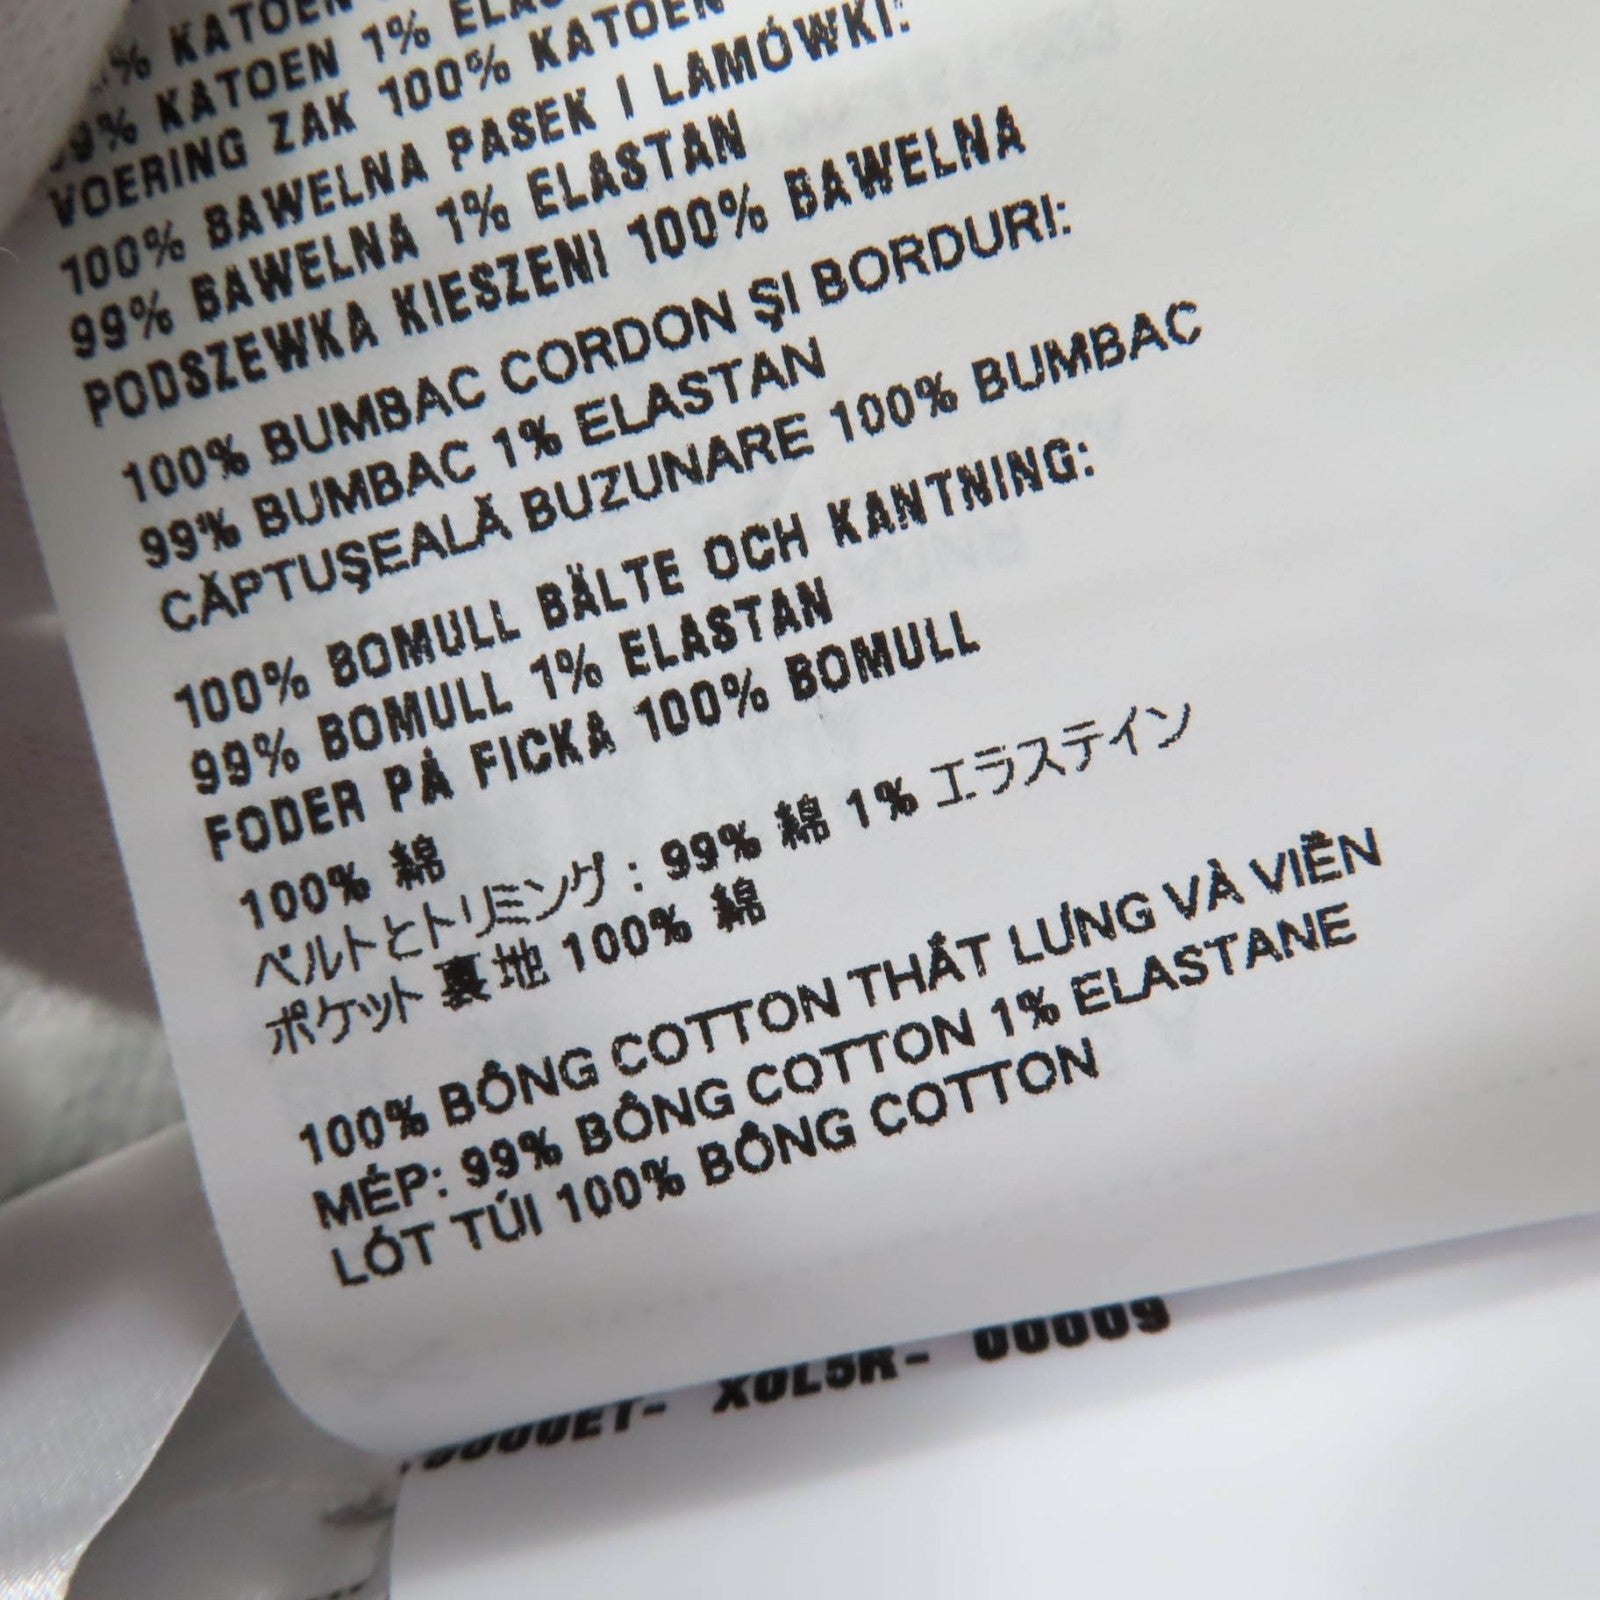 % KATOEN
99% KATOEN 1%
VOERING ZAK 100% KATOEN
100% BAWELNA PASEK I LAMÓWKI:
99% BAWELNA 1% ELASTAN
PODSZEWKA KIESZENI 100% BAWELNA
100% BUMBAC CORDON ŞI BORDURI:
99% BUMBAC 1% ELASTAN
CĂPTUŞEALĂ BUZUNARE 100% BUMBAC
100% BOMULL BÄLTE OCH KANTNING:
99% BOMULL 1% ELASTAN
FODER PÅ FICKA 100% BOMULL
100% 綿
ベルトとトリミング : 99% 綿 1% エラステイン
ポケット 裏地 100% 綿
100% BÔNG COTTON THẮT LƯNG VÀ VIỀN
MÉP: 99% BÔNG COTTON 1% ELASTANE
LÓT TÚI 100% BÔNG COTTON
X0L5R- 00009